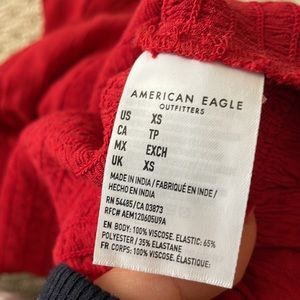 AMERICAN EAGLE
OUTFITTERS
US XS
CA TP
MX EXCH
UK XS
MADE IN INDIA / FABRIQUÉ EN INDE /
HECHO EN INDIA
RN 54485/ CA 03873
RFC# AEM120605U9A
EN: BODY: 100% VISCOSE. ELASTIC: 65%
POLYESTER / 35% ELASTANE
FR: CORPS: 100% VISCOSE. ELASTIC: